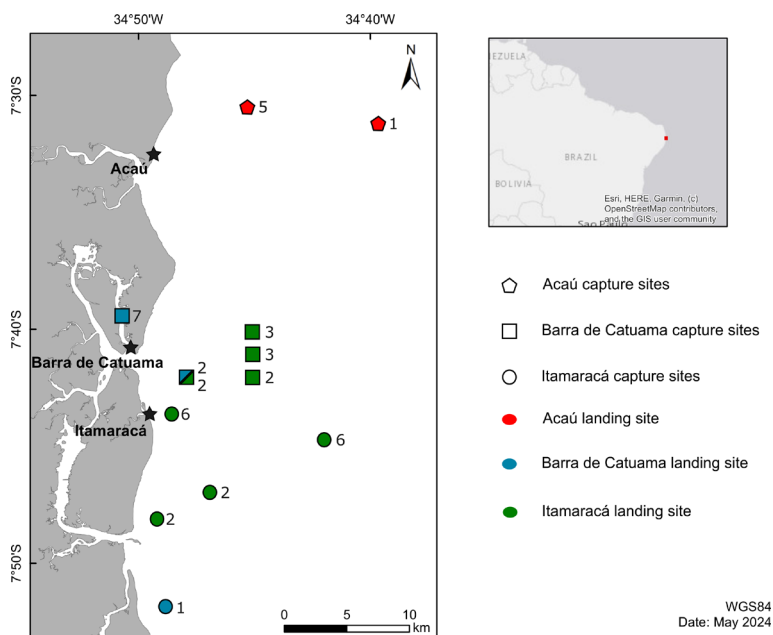 34°50'W
34°40'W
7°30'S
7°40'S
7°50'S
N
5
1
Acaú
7
3
3
2
2
2
Barra de Catuama
6
Itamaracá
6
2
2
1
0 5 10
km
EZUELA
BRAZIL
BOLIVIA
Sao Paulo
Esri, HERE, Garmin, (c)
OpenStreetMap contributors,
and the GIS user community
Acaú capture sites
Barra de Catuama capture sites
Itamaracá capture sites
Acaú landing site
Barra de Catuama landing site
Itamaracá landing site
WGS84
Date: May 2024